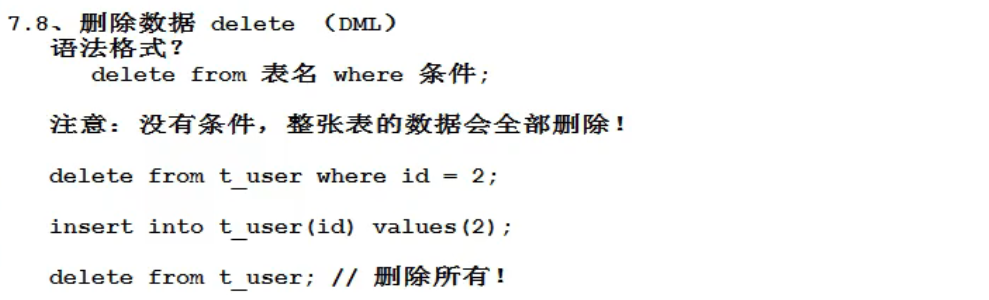 7.8、删除数据 delete （DML）
语法格式？
delete from 表名 where 条件;
注意：没有条件，整张表的数据会全部删除！
delete from t_user where id = 2;
insert into t_user(id) values(2);
delete from t_user; // 删除所有！